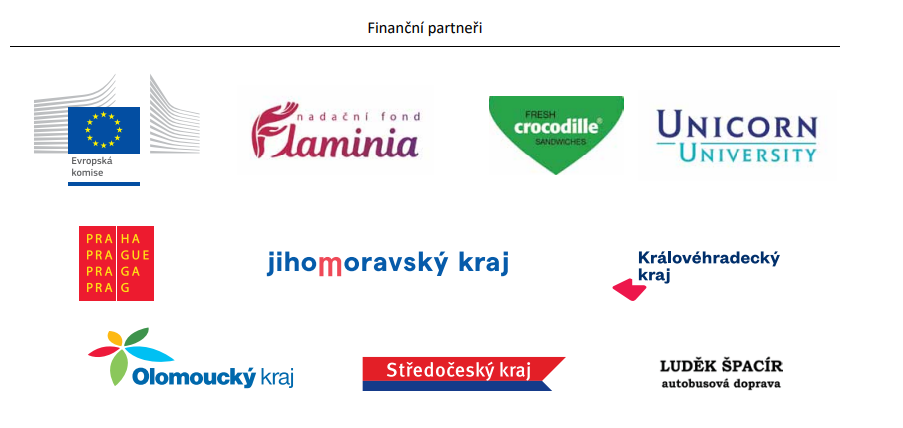 Finanční partneři
Evropská
komise
nadační fond
Flaminia
FRESH
crocodille®
SANDWICHES
UNICORN
UNIVERSITY
PRA HA
PRA GUE
PRA GA
PRA G
jihomoravský kraj
Královéhradecký
kraj
Olomoucký kraj
Středočeský kraj
LUDĚK ŠPACÍR
autobusová doprava